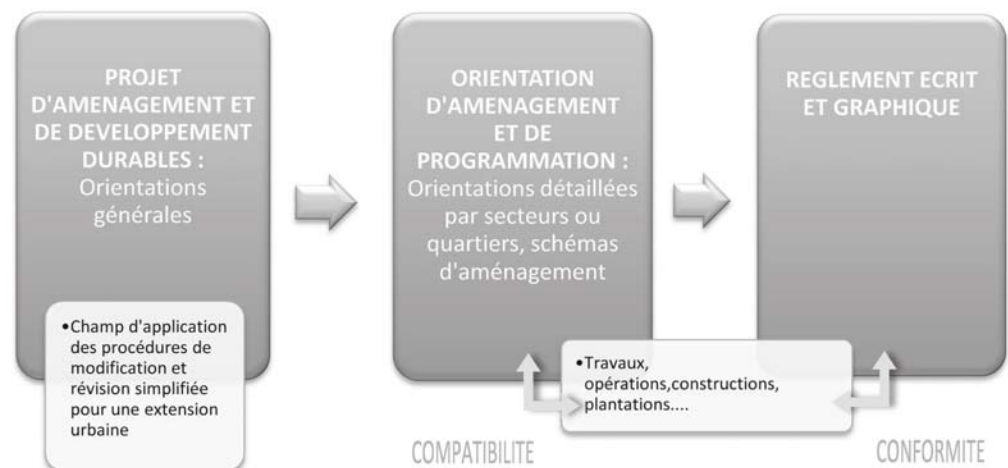 PROJET
D'AMENAGEMENT ET
DE DEVELOPPEMENT
DURABLES :
Orientations
générales
•Champ d'application
des procédures de
modification et
révision simplifiée
pour une extension
urbaine
ORIENTATION
D'AMENAGEMENT
ET DE
PROGRAMMATION :
Orientations détaillées
par secteurs ou
quartiers, schémas
d'aménagement
REGLEMENT ECRIT
ET GRAPHIQUE
•Travaux,
opérations,constructions,
plantations....
COMPATIBILITE
CONFORMITE